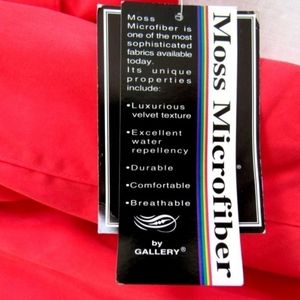 Moss
Microfiber is
one of the most
sophisticated
fabrics available
today.
Its unique
properties
include:
•Luxurious
velvet texture
•Excellent
water
repellency
•Durable
•Comfortable
•Breathable
by
GALLERY®
Moss Microfiber